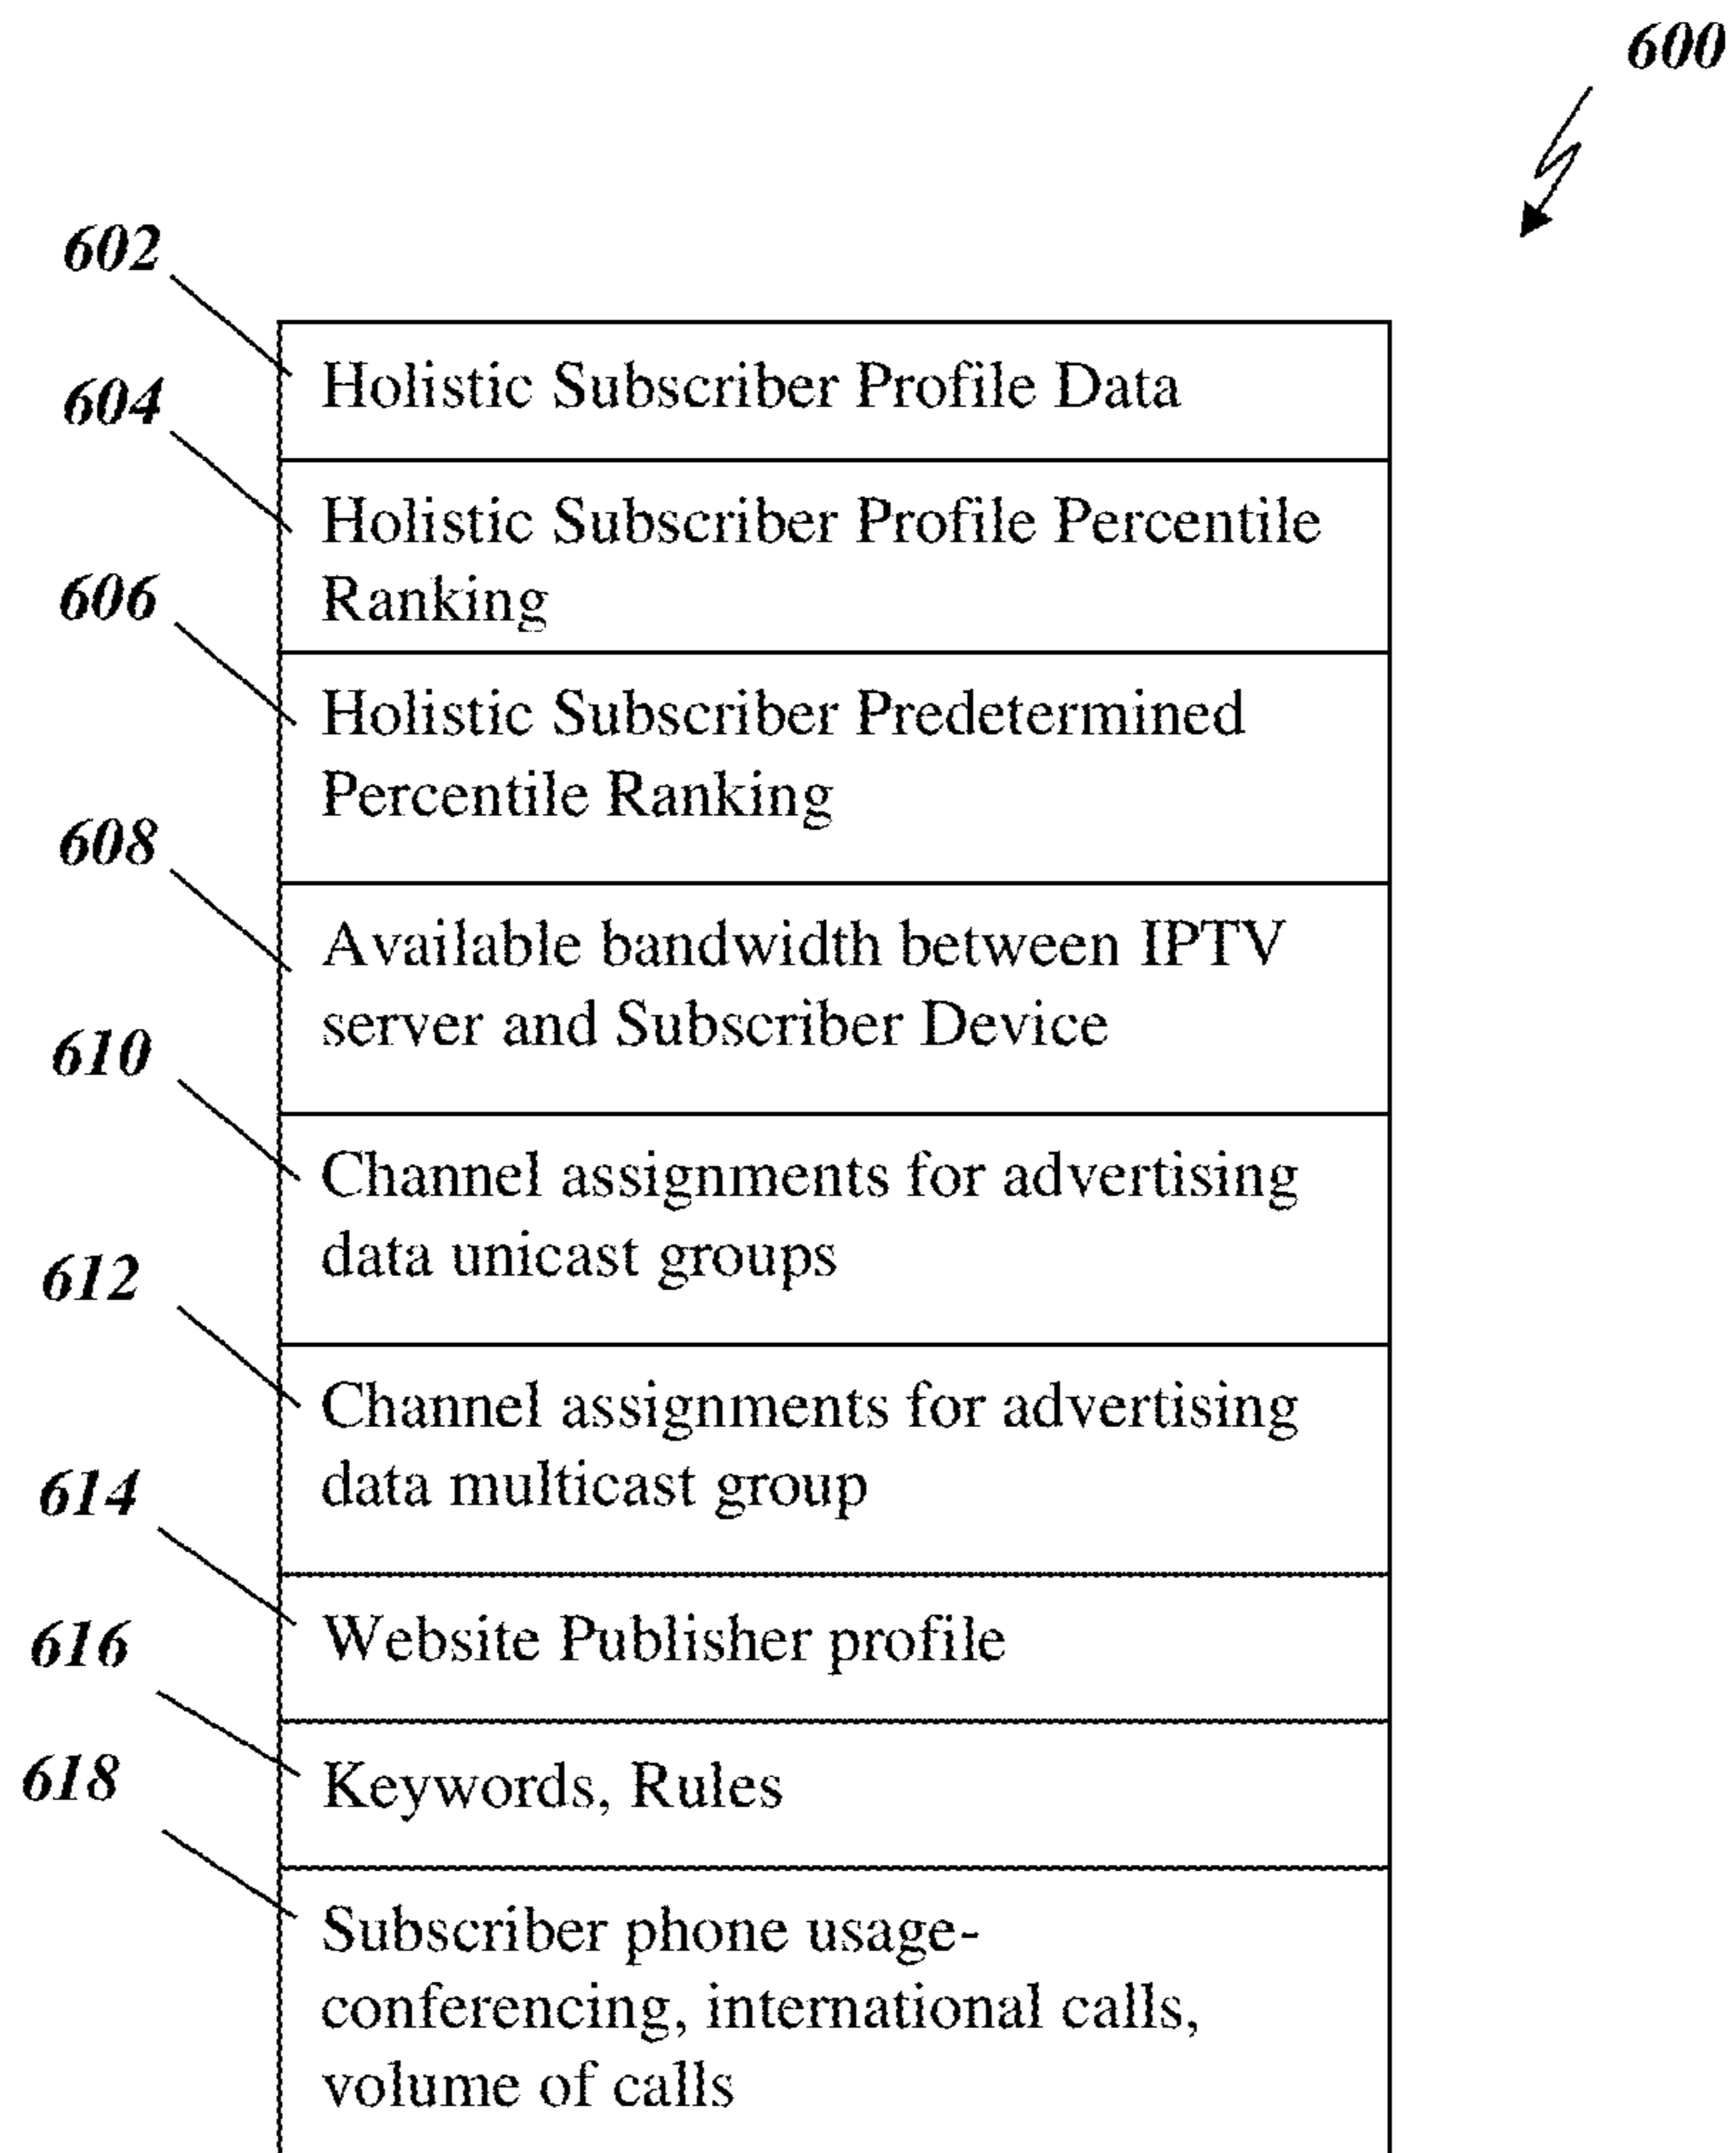 600
602
Holistic Subscriber Profile Data
604
Holistic Subscriber Profile Percentile
Ranking
606
Holistic Subscriber Predetermined
Percentile Ranking
608
Available bandwidth between IPTV
server and Subscriber Device
610
Channel assignments for advertising
data unicast groups
612
Channel assignments for advertising
data multicast group
614
Website Publisher profile
616
Keywords, Rules
618
Subscriber phone usage-
conferencing, international calls,
volume of calls